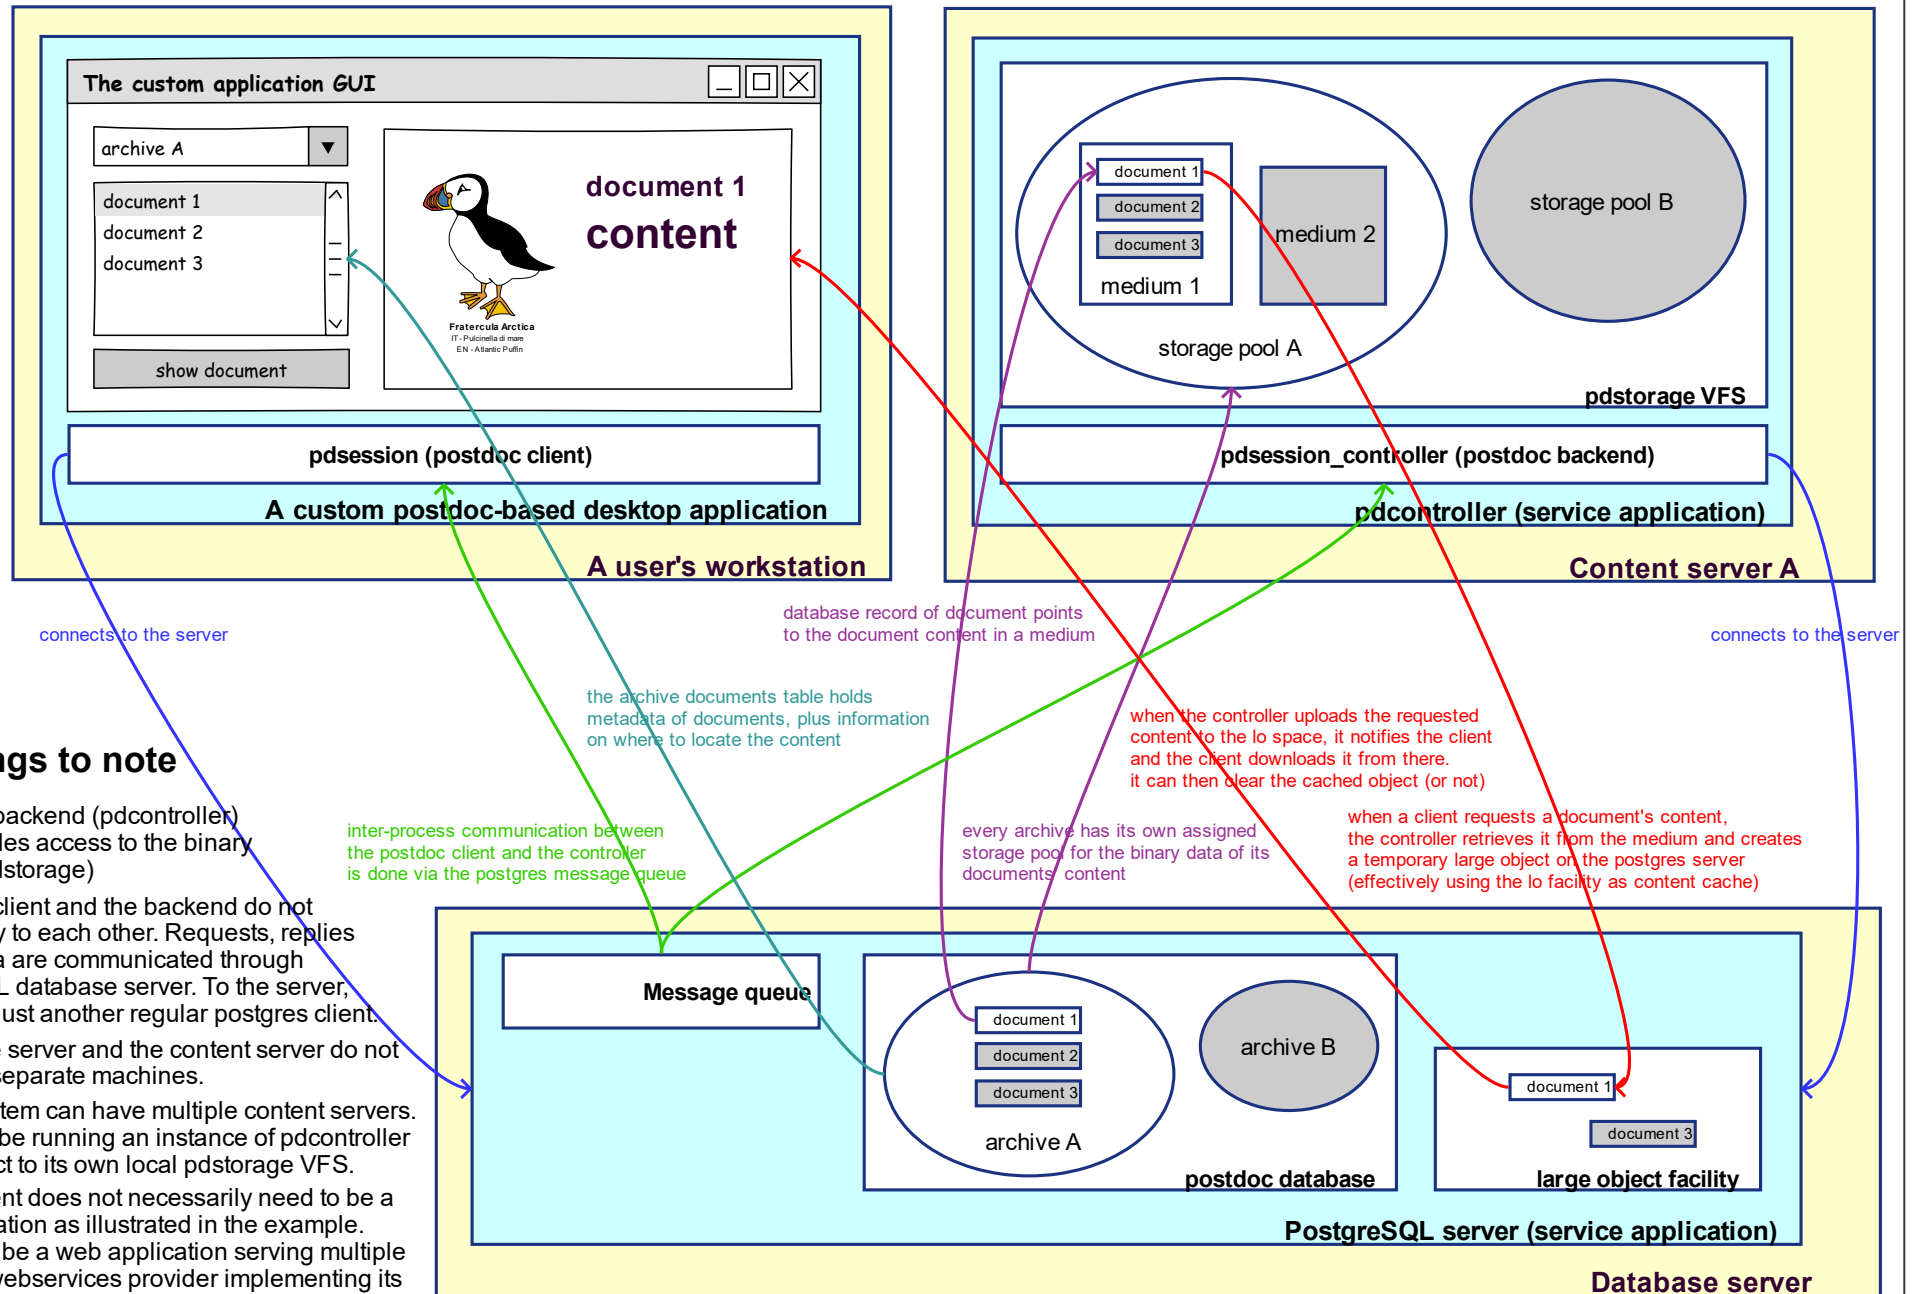 The custom application GUI
archive A
document 1
document 2
document 3
show document
document 1
content
Fratercula Arctica
IT - Pulcinella di mare
EN - Atlantic Puffin
pdsession (postdoc client)
A custom postdoc-based desktop application
A user's workstation
document 1
document 2
document 3
medium 1
medium 2
storage pool A
storage pool B
pdstorage VFS
pdsession_controller (postdoc backend)
pdcontroller (service application)
Content server A
connects to the server
database record of document points
to the document content in a medium
connects to the server
the archive documents table holds
metadata of documents, plus information
on where to locate the content
when the controller uploads the requested
content to the lo space, it notifies the client
and the client downloads it from there.
it can then clear the cached object (or not)
inter-process communication between
the postdoc client and the controller
is done via the postgres message queue
every archive has its own assigned
storage pool for the binary data of its
documents' content
when a client requests a document's content,
the controller retrieves it from the medium and creates
a temporary large object on the postgres server
(effectively using the lo facility as content cache)
ngs to note
backend (pdcontroller)
les access to the binary
dstorage)
client and the backend do not
y to each other. Requests, replies
a are communicated through
L database server. To the server,
just another regular postgres client.
e server and the content server do not
separate machines.
stem can have multiple content servers.
be running an instance of pdcontroller
ct to its own local pdstorage VFS.
ent does not necessarily need to be a
ation as illustrated in the example.
be a web application serving multiple
webservices provider implementing its
Message queue
document 1
document 2
document 3
archive A
archive B
postdoc database
document 1
document 3
large object facility
PostgreSQL server (service application)
Database server